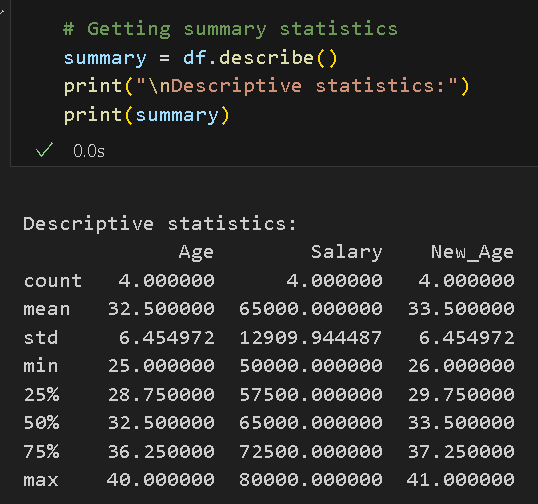 # Getting summary statistics
summary = df.describe()
print("\nDescriptive statistics:")
print(summary)
0.0s
Descriptive statistics:
Age Salary New_Age
count 4.000000 4.000000 4.000000
mean 32.500000 65000.000000 33.500000
std 6.454972 12909.944487 6.454972
min 25.000000 50000.000000 26.000000
25% 28.750000 57500.000000 29.750000
50% 32.500000 65000.000000 33.500000
75% 36.250000 72500.000000 37.250000
max 40.000000 80000.000000 41.000000